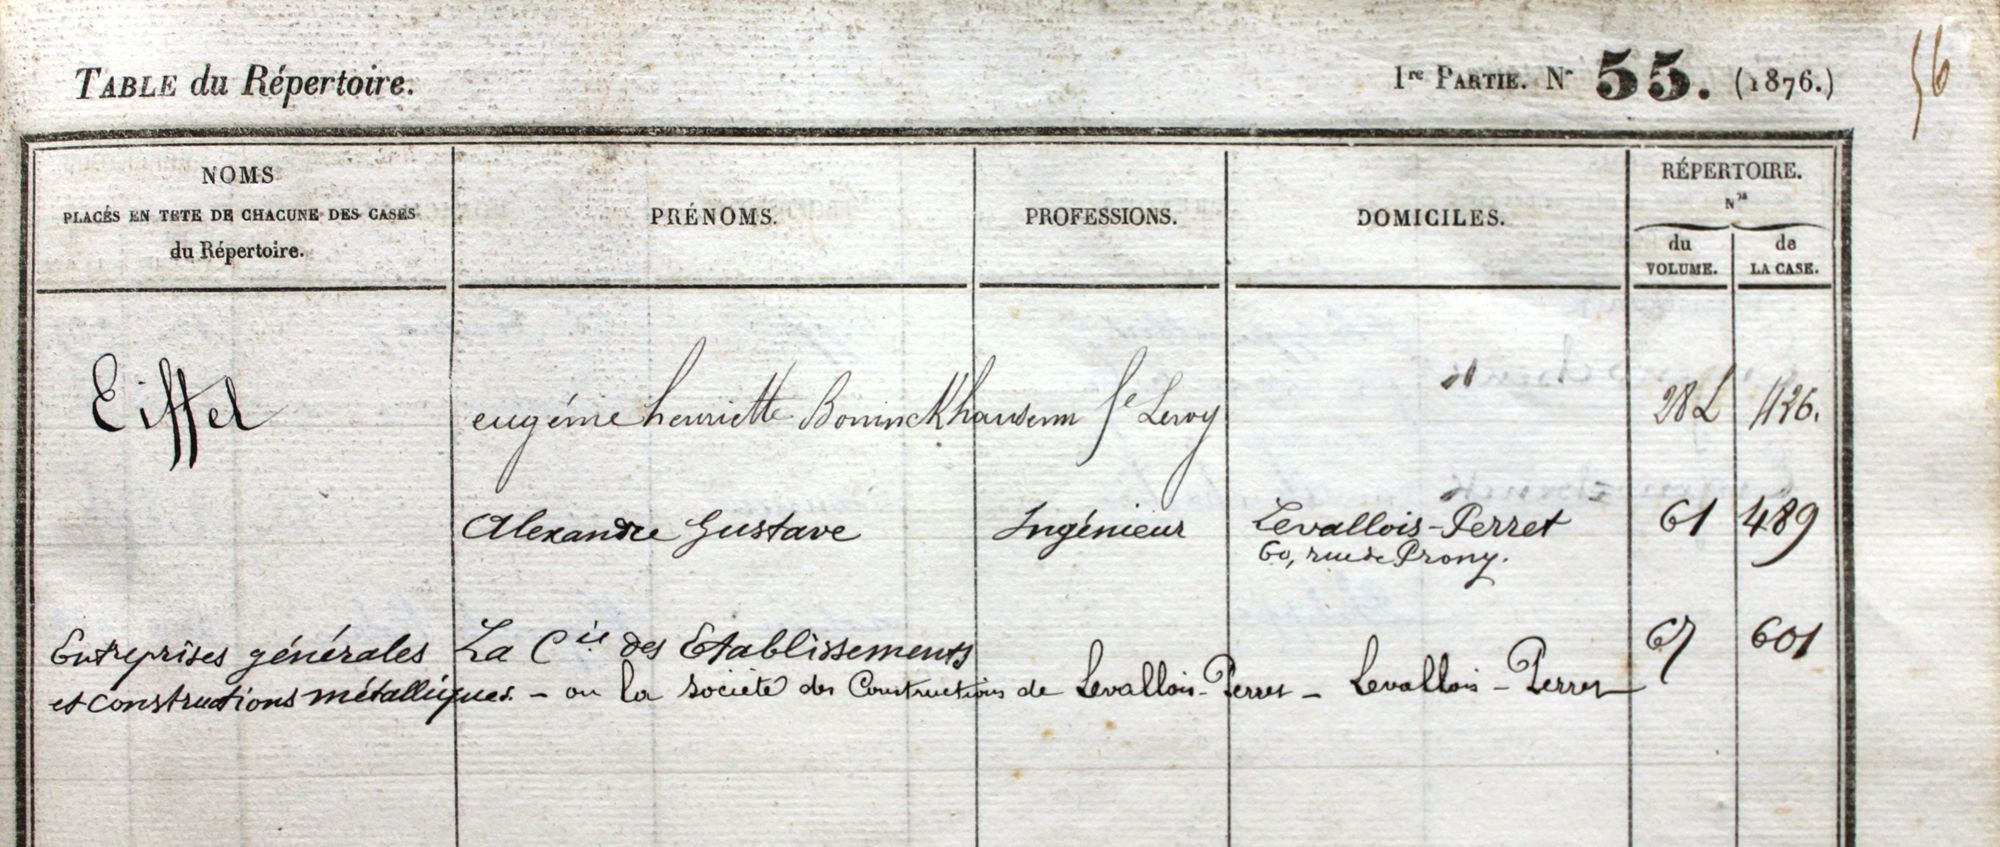 TABLE du Répertoire.
1re PARTIE. No 55. (1876.)
56
NOMS
PLACÉS EN TETE DE CHACUNE DES CASES
du Répertoire.
PRÉNOMS.
PROFESSIONS.
DOMICILES.
RÉPERTOIRE.
Nos
du
VOLUME.
de
LA CASE.
Eiffel eugénie henriette Boninckhausenn fe Leroy " 28 L 426.
Alexandre Gustave Ingénieur Levallois-Perret 61 489
60, rue de Prony.
Entreprises générales La Cie des Etablissements 67 601
et constructions métalliques. - ou la société des Constructions de Levallois-Perret - Levallois-Perret